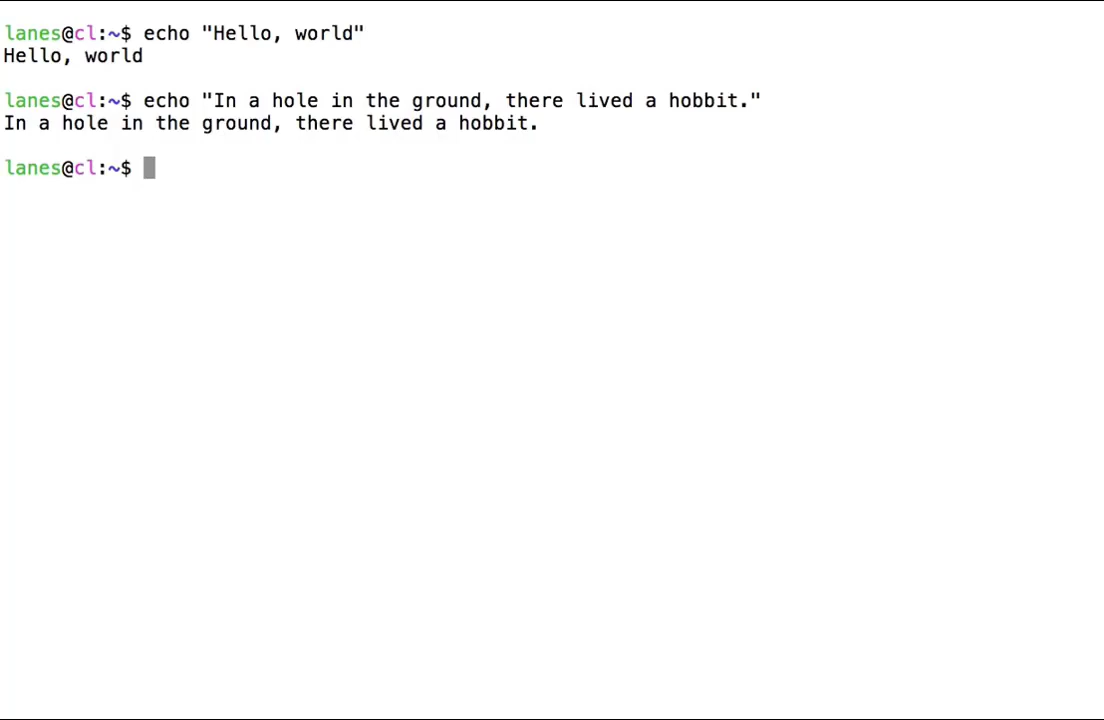 lanes@cl:~$ echo "Hello, world"
Hello, world
lanes@cl:~$ echo "In a hole in the ground, there lived a hobbit."
In a hole in the ground, there lived a hobbit.
lanes@cl:~$